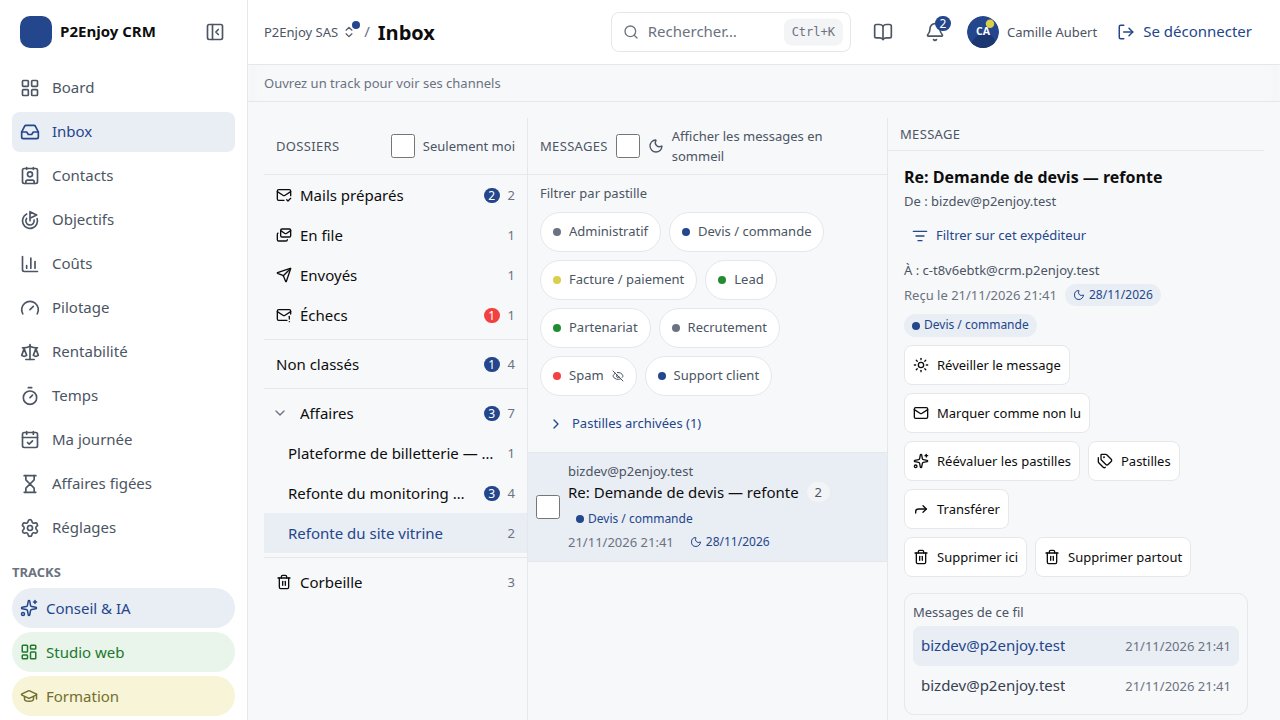 P2Enjoy CRM
Board
Inbox
Contacts
Objectifs
Coûts
Pilotage
Rentabilité
Temps
Ma journée
Affaires figées
Réglages
TRACKS
Conseil & IA
Studio web
Formation
P2Enjoy SAS / Inbox
Rechercher... Ctrl+K
2
CA Camille Aubert
Se déconnecter
Ouvrez un track pour voir ses channels
DOSSIERS Seulement moi
Mails préparés 2 2
En file 1
Envoyés 1
Échecs 1 1
Non classés 1 4
Affaires 3 7
Plateforme de billetterie — ... 1
Refonte du monitoring ... 3 4
Refonte du site vitrine 2
Corbeille 3
MESSAGES Afficher les messages en
sommeil
Filtrer par pastille
Administratif Devis / commande
Facture / paiement Lead
Partenariat Recrutement
Spam Support client
Pastilles archivées (1)
bizdev@p2enjoy.test
Re: Demande de devis — refonte 2
Devis / commande
21/11/2026 21:41 28/11/2026
MESSAGE
Re: Demande de devis — refonte
De : bizdev@p2enjoy.test
Filtrer sur cet expéditeur
À : c-t8v6ebtk@crm.p2enjoy.test
Reçu le 21/11/2026 21:41 28/11/2026
Devis / commande
Réveiller le message
Marquer comme non lu
Réévaluer les pastilles Pastilles
Transférer
Supprimer ici Supprimer partout
Messages de ce fil
bizdev@p2enjoy.test 21/11/2026 21:41
bizdev@p2enjoy.test 21/11/2026 21:41